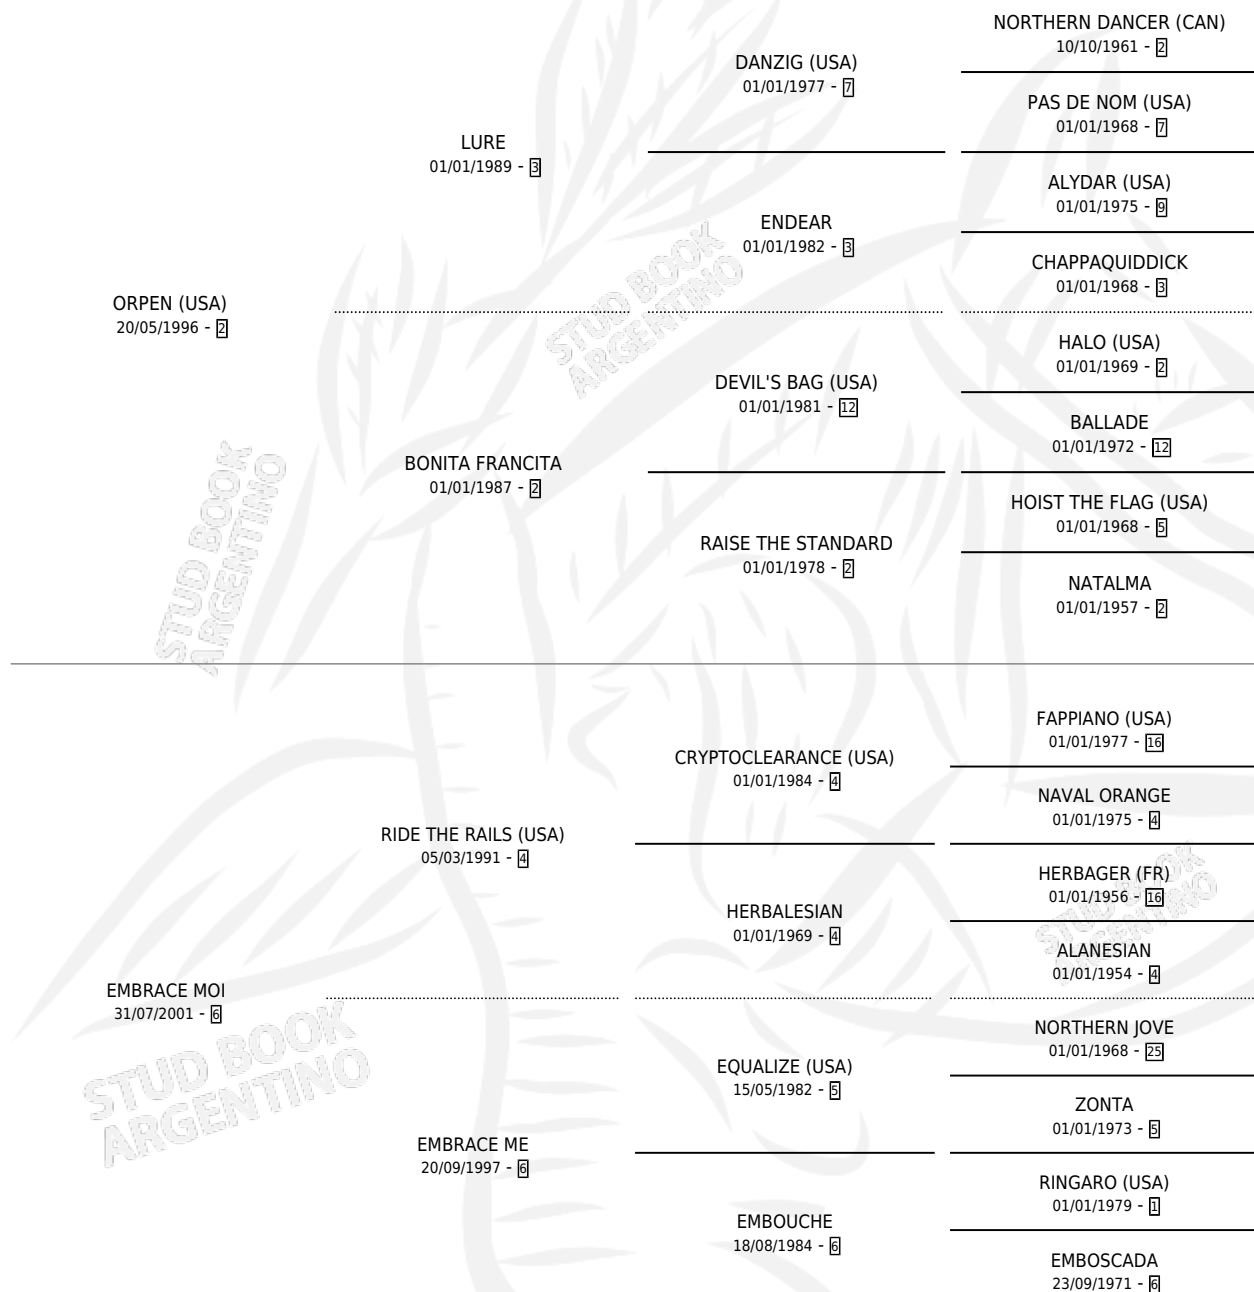 NORTHERN DANCER (CAN)
10/10/1961 - 2
DANZIG (USA)
01/01/1977 - 7
PAS DE NOM (USA)
01/01/1968 - 7
LURE
01/01/1989 - 3
ALYDAR (USA)
01/01/1975 - 9
ENDEAR
01/01/1982 - 3
CHAPPAQUIDDICK
01/01/1968 - 3
ORPEN (USA)
20/05/1996 - 2
HALO (USA)
01/01/1969 - 2
DEVIL'S BAG (USA)
01/01/1981 - 12
BALLADE
01/01/1972 - 12
BONITA FRANCITA
01/01/1987 - 2
HOIST THE FLAG (USA)
01/01/1968 - 5
RAISE THE STANDARD
01/01/1978 - 2
NATALMA
01/01/1957 - 2
FAPPIANO (USA)
01/01/1977 - 16
CRYPTOCLEARANCE (USA)
01/01/1984 - 4
NAVAL ORANGE
01/01/1975 - 4
RIDE THE RAILS (USA)
05/03/1991 - 4
HERBAGER (FR)
01/01/1956 - 16
HERBALESIAN
01/01/1969 - 4
ALANESIAN
01/01/1954 - 4
EMBRACE MOI
31/07/2001 - 6
NORTHERN JOVE
01/01/1968 - 25
EQUALIZE (USA)
15/05/1982 - 5
ZONTA
01/01/1973 - 5
EMBRACE ME
20/09/1997 - 6
RINGARO (USA)
01/01/1979 - 1
EMBOUCHE
18/08/1984 - 6
EMBOSCADA
23/09/1971 - 6
STUD BOOK
ARGENTINO
STUD BOOK
ARGENTINO
STUD BOOK
ARGENTINO
STUD BOOK
ARGENTINO